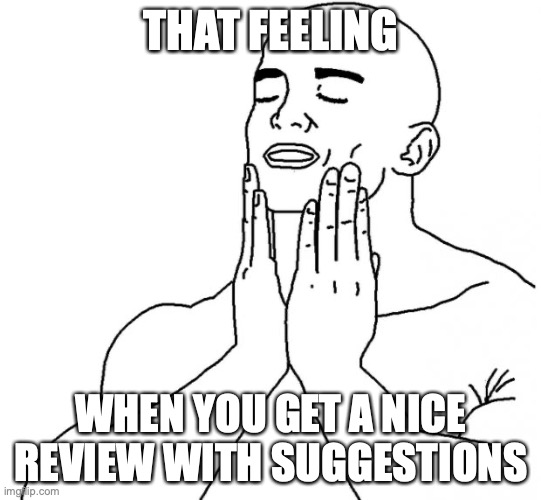 THAT FEELING
WHEN YOU GET A NICE
REVIEW WITH SUGGESTIONS
imgflip.com